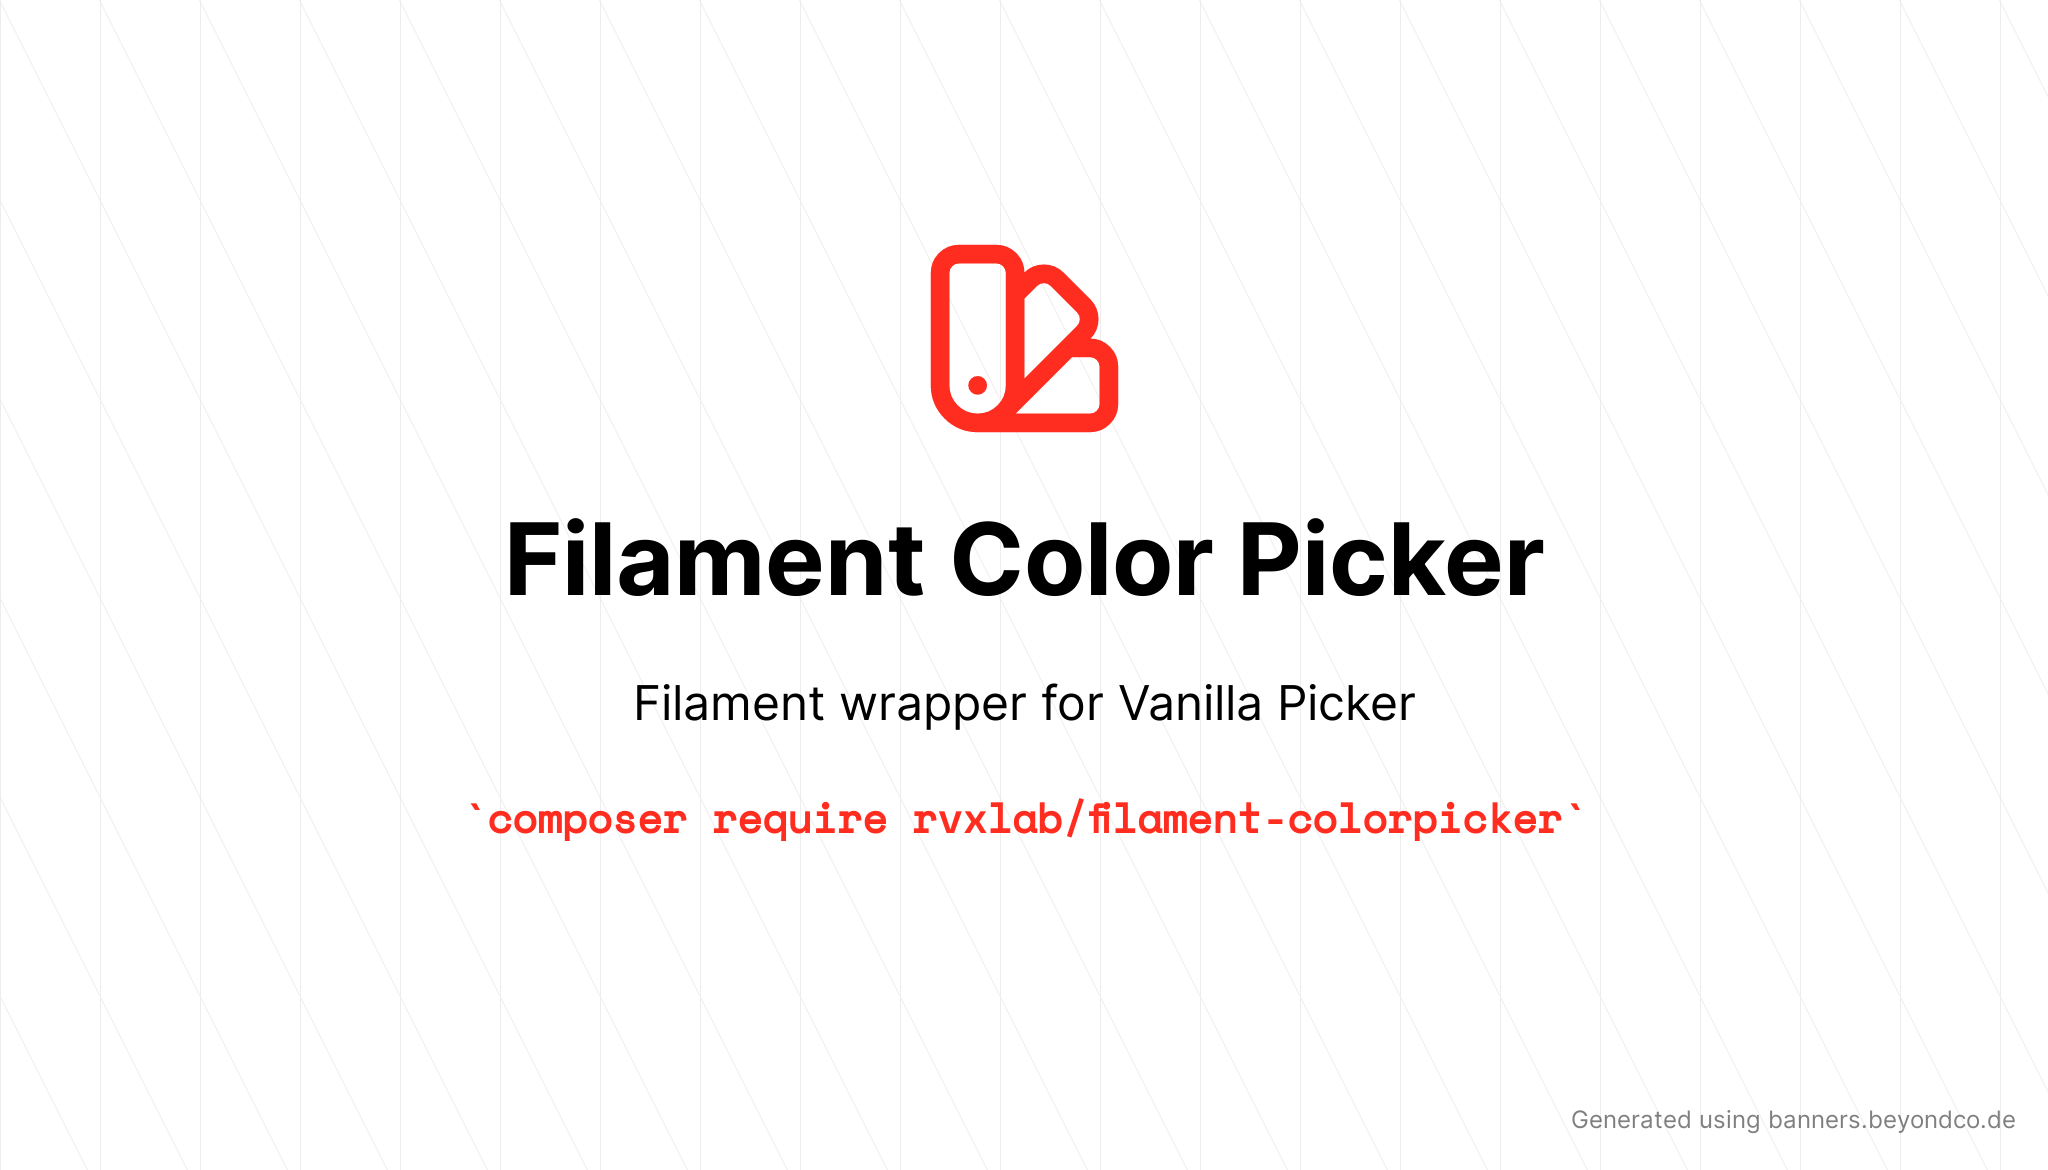 Filament Color Picker
Filament wrapper for Vanilla Picker
`composer require rvxlab/filament-colorpicker`
Generated using banners.beyondco.de